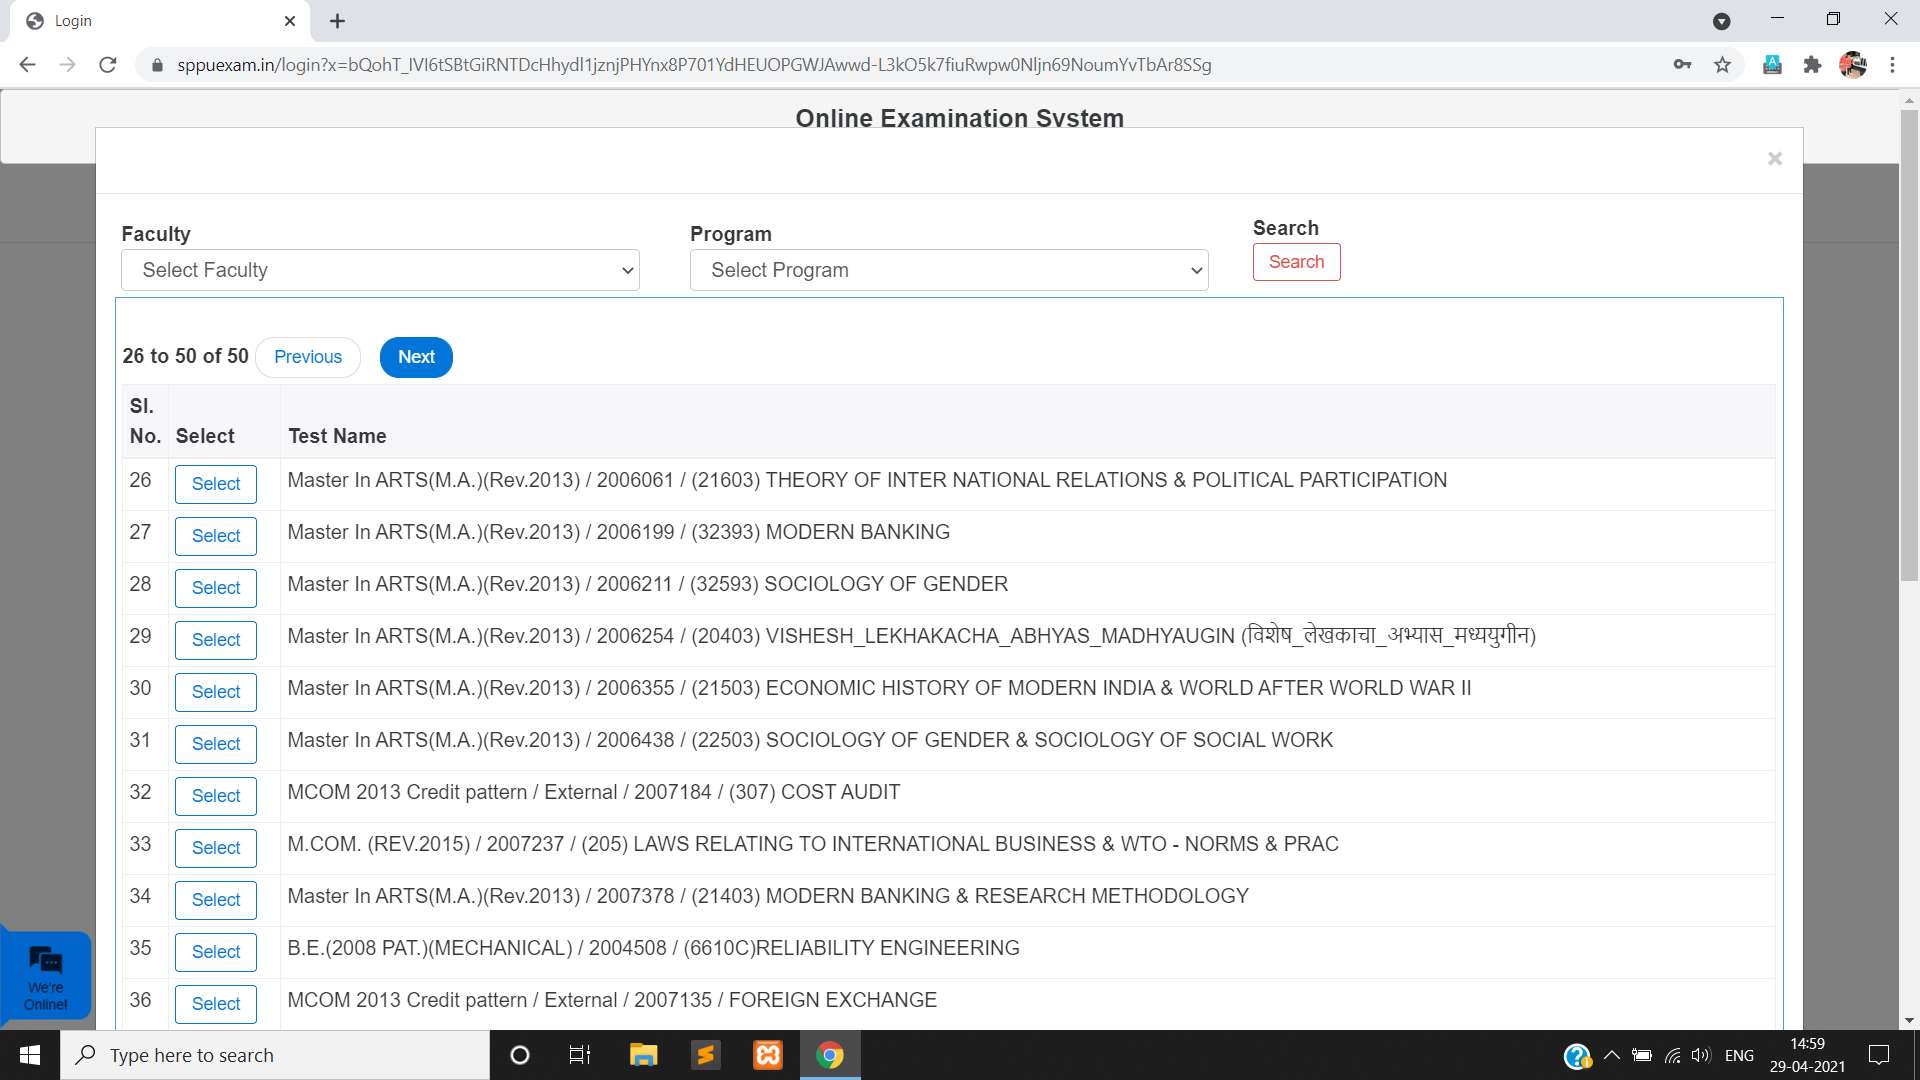 Login
sppuexam.in/login?x=bQohT_IVI6tSBtGiRNTDcHhydl1jznjPHYnx8P701YdHEUOPGWJAwwd-L3kO5k7fiuRwpw0Nljn69NoumYvTbAr8SSg
Online Examination System
Faculty
Program
Search
Select Faculty
Select Program
Search
26 to 50 of 50 Previous Next
Sl.
No. Select Test Name
26 Select Master In ARTS(M.A.)(Rev.2013) / 2006061 / (21603) THEORY OF INTER NATIONAL RELATIONS & POLITICAL PARTICIPATION
27 Select Master In ARTS(M.A.)(Rev.2013) / 2006199 / (32393) MODERN BANKING
28 Select Master In ARTS(M.A.)(Rev.2013) / 2006211 / (32593) SOCIOLOGY OF GENDER
29 Select Master In ARTS(M.A.)(Rev.2013) / 2006254 / (20403) VISHESH_LEKHAKACHA_ABHYAS_MADHYAUGIN (विशेष_लेखकाचा_अभ्यास_मध्ययुगीन)
30 Select Master In ARTS(M.A.)(Rev.2013) / 2006355 / (21503) ECONOMIC HISTORY OF MODERN INDIA & WORLD AFTER WORLD WAR II
31 Select Master In ARTS(M.A.)(Rev.2013) / 2006438 / (22503) SOCIOLOGY OF GENDER & SOCIOLOGY OF SOCIAL WORK
32 Select MCOM 2013 Credit pattern / External / 2007184 / (307) COST AUDIT
33 Select M.COM. (REV.2015) / 2007237 / (205) LAWS RELATING TO INTERNATIONAL BUSINESS & WTO - NORMS & PRAC
34 Select Master In ARTS(M.A.)(Rev.2013) / 2007378 / (21403) MODERN BANKING & RESEARCH METHODOLOGY
35 Select B.E.(2008 PAT.)(MECHANICAL) / 2004508 / (6610C)RELIABILITY ENGINEERING
36 Select MCOM 2013 Credit pattern / External / 2007135 / FOREIGN EXCHANGE
We're
Online!
Type here to search
ENG
14:59
29-04-2021